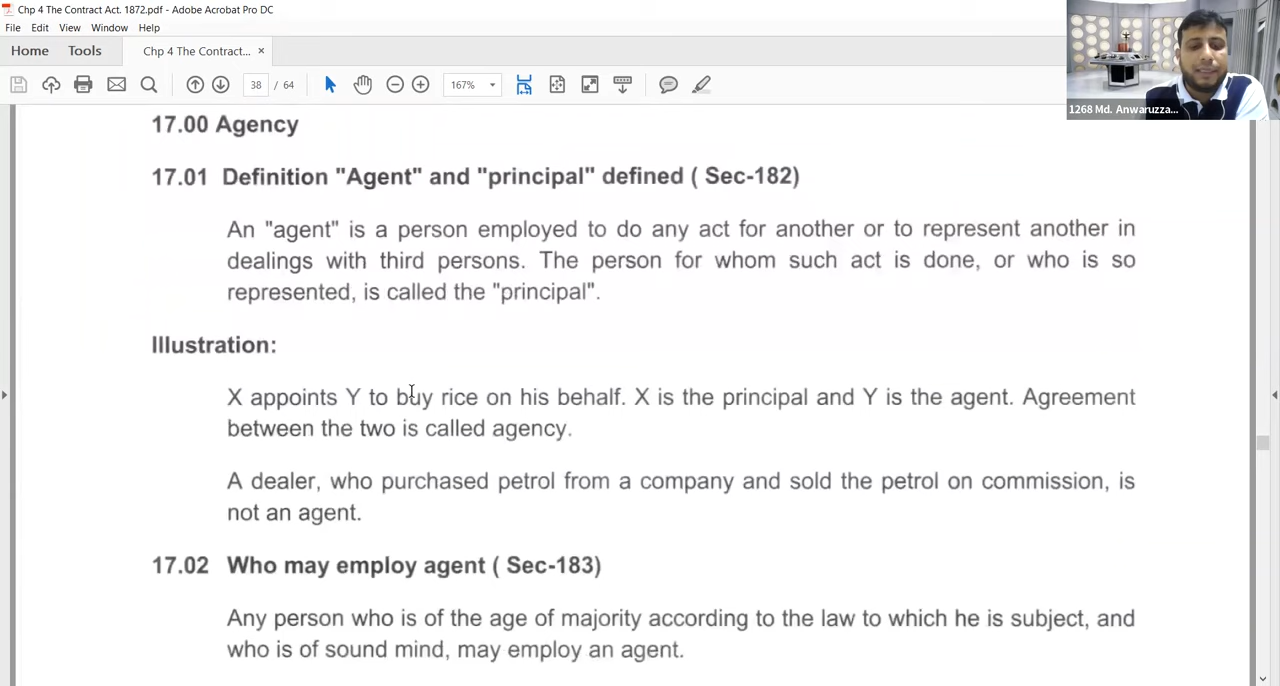 Chp 4 The Contract Act. 1872.pdf - Adobe Acrobat Pro DC
File Edit View Window Help
Home Tools Chp 4 The Contract... ×
38 / 64 167%
1268 Md. Anwaruzza...
17.00 Agency
17.01 Definition "Agent" and "principal" defined ( Sec-182)
An "agent" is a person employed to do any act for another or to represent another in
dealings with third persons. The person for whom such act is done, or who is so
represented, is called the "principal".
Illustration:
X appoints Y to buy rice on his behalf. X is the principal and Y is the agent. Agreement
between the two is called agency.
A dealer, who purchased petrol from a company and sold the petrol on commission, is
not an agent.
17.02 Who may employ agent ( Sec-183)
Any person who is of the age of majority according to the law to which he is subject, and
who is of sound mind, may employ an agent.